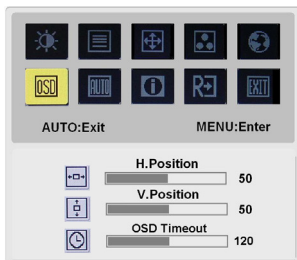 OSD AUTO R EXIT
AUTO:Exit MENU:Enter
H.Position
50
V.Position
50
OSD Timeout
120